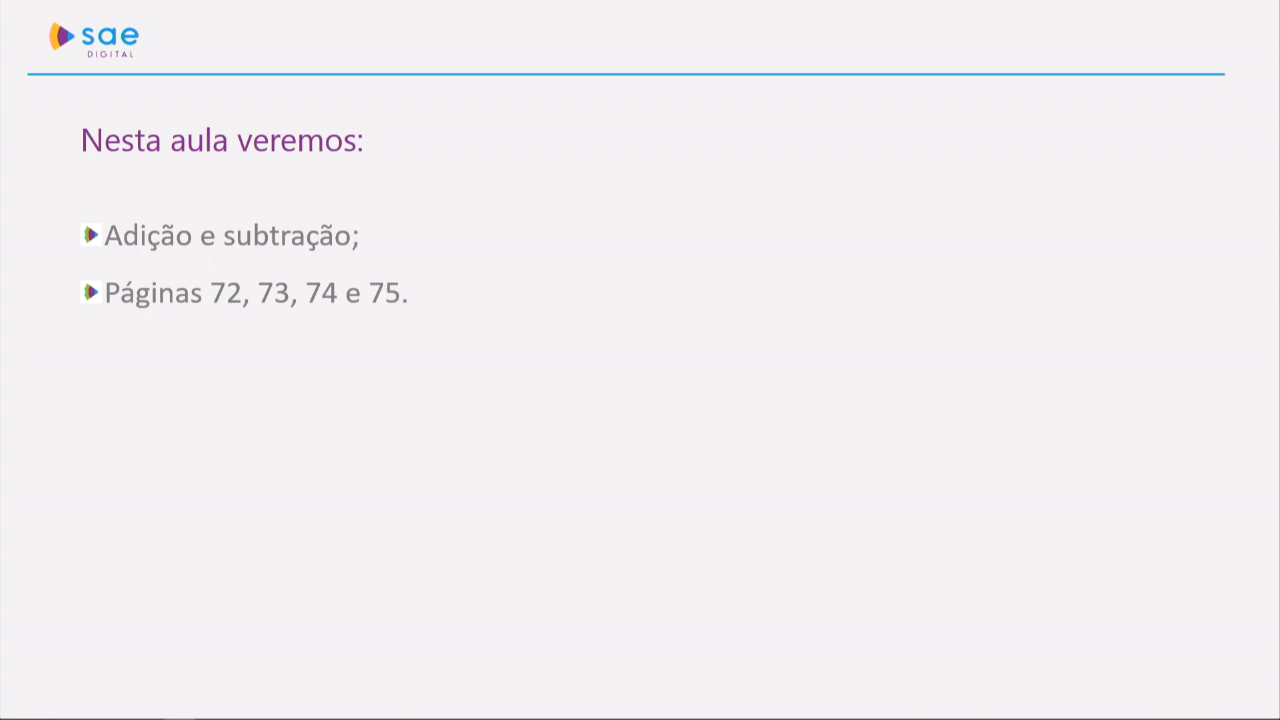 sae
DIGITAL
Nesta aula veremos:
Adição e subtração;
Páginas 72, 73, 74 e 75.